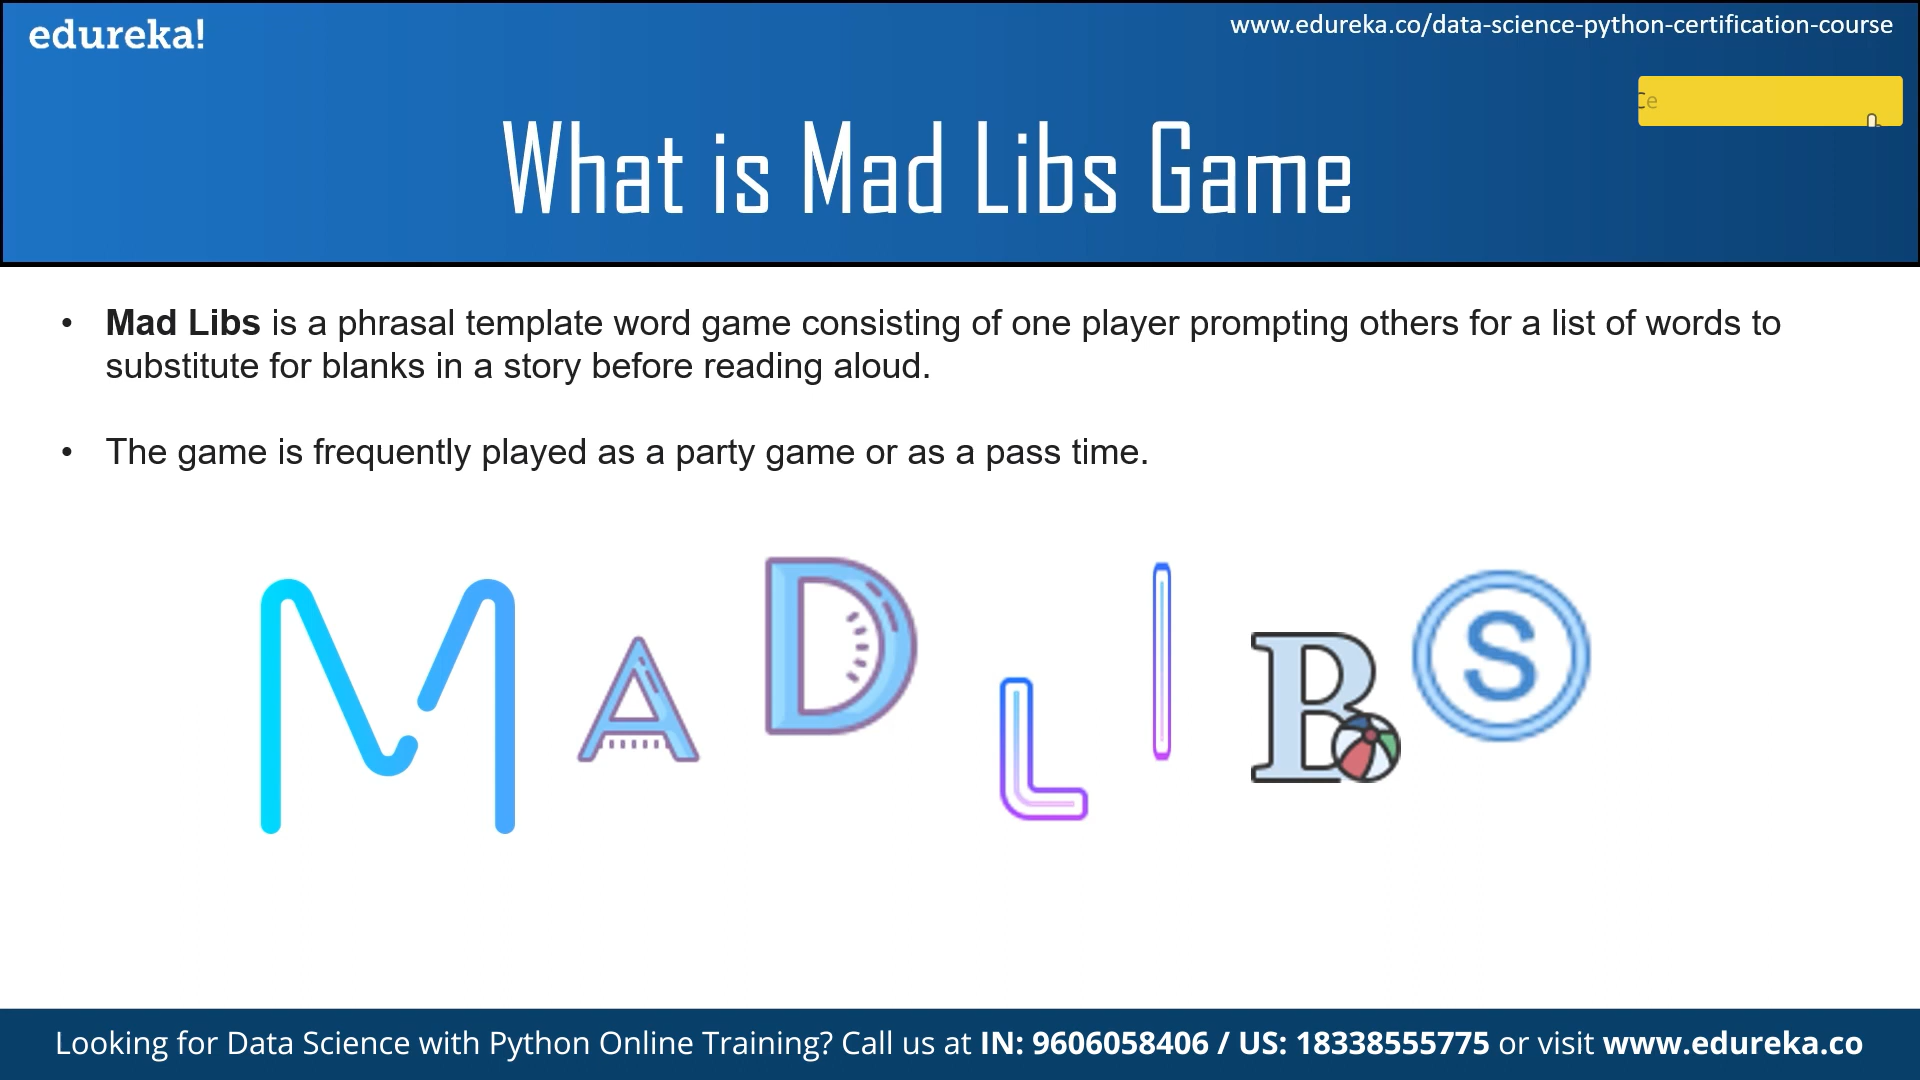 edureka!
www.edureka.co/data-science-python-certification-course
Ce
What is Mad Libs Game
• Mad Libs is a phrasal template word game consisting of one player prompting others for a list of words to
substitute for blanks in a story before reading aloud.
• The game is frequently played as a party game or as a pass time.
MAD LIBS
Looking for Data Science with Python Online Training? Call us at IN: 9606058406 / US: 18338555775 or visit www.edureka.co